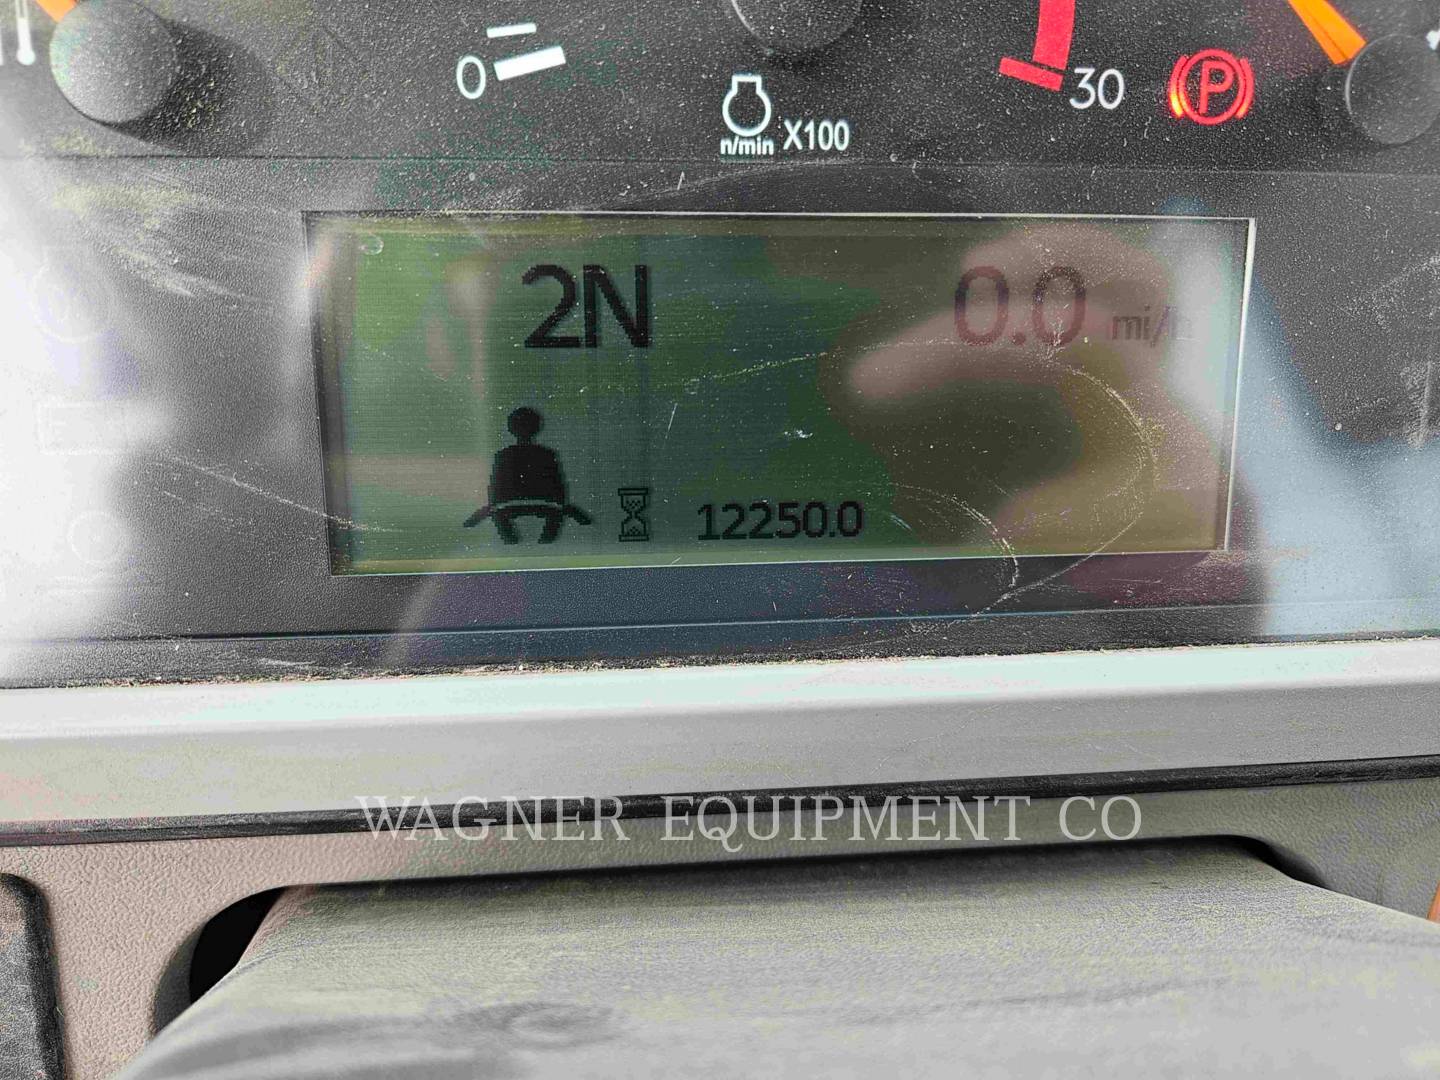 0
30
P
n/min X100
2N 0.0 mi/h
12250.0
WAGNER EQUIPMENT CO